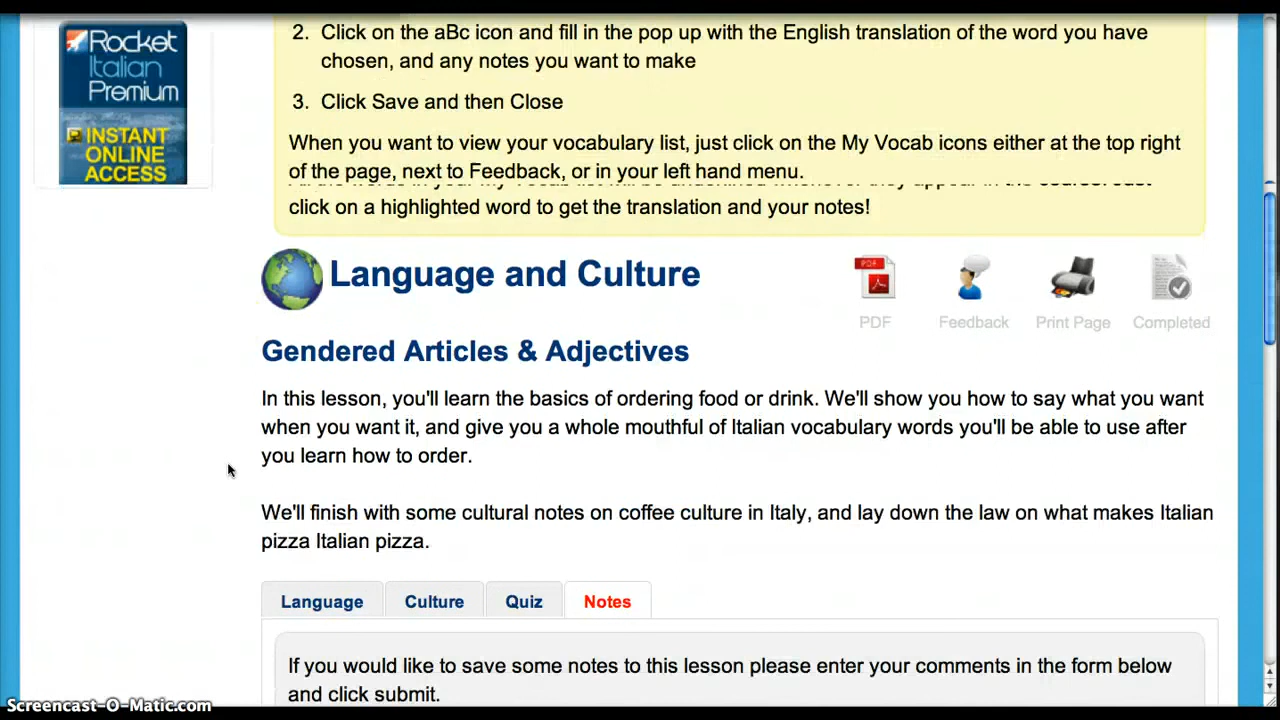 Rocket
Italian
Premium
INSTANT
ONLINE
ACCESS
2. Click on the aBc icon and fill in the pop up with the English translation of the word you have
chosen, and any notes you want to make
3. Click Save and then Close
When you want to view your vocabulary list, just click on the My Vocab icons either at the top right
of the page, next to Feedback, or in your left hand menu.
click on a highlighted word to get the translation and your notes!
Language and Culture
PDF
PDF
Feedback
Print Page
Completed
Gendered Articles & Adjectives
In this lesson, you'll learn the basics of ordering food or drink. We'll show you how to say what you want
when you want it, and give you a whole mouthful of Italian vocabulary words you'll be able to use after
you learn how to order.
We'll finish with some cultural notes on coffee culture in Italy, and lay down the law on what makes Italian
pizza Italian pizza.
Language
Culture
Quiz
Notes
If you would like to save some notes to this lesson please enter your comments in the form below
and click submit.
Screencast-O-Matic.com